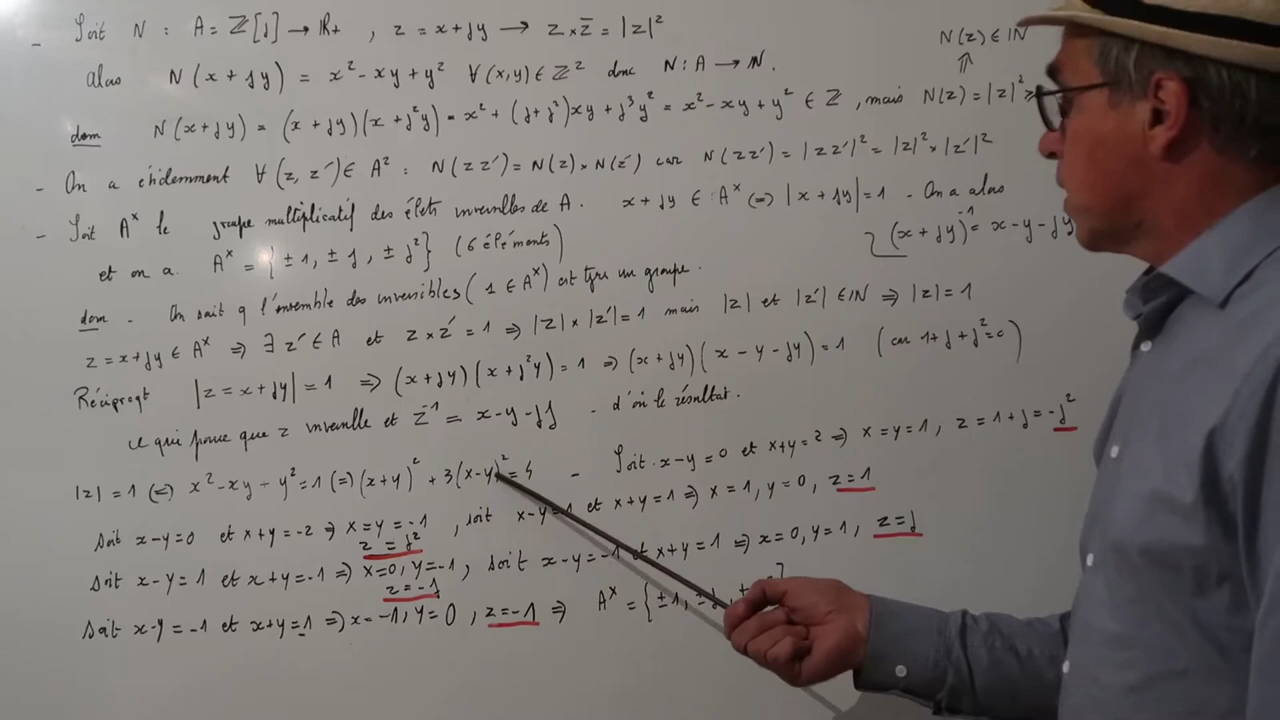 - Soit N : A = ℤ[j] → ℝ+ , z = x+jy → z×z̄ = |z|²
N(z) ∈ ℕ
⇑
Alors N(x+jy) = x²-xy+y² ∀(x,y)∈ℤ² donc N: A → ℕ.
dem N(x+jy) = (x+jy)(x+j²y) = x²+(j+j²)xy+j³y² = x²-xy+y² ∈ ℤ , mais N(z) = |z|² ≥
- On a évidemment ∀(z,z')∈A² : N(zz') = N(z)×N(z') car N(zz') = |zz'|² = |z|²×|z'|²
- Soit A^× le groupe multiplicatif des élets inversibles de A. x+jy ∈ A^× (=) |x+jy| = 1 - On a alors
(x+jy)⁻¹ = x-y-jy
et on a. A^× = {±1, ±j, ±j²} (6 éléments)
dem - On sait q l'ensemble des inversibles (1 ∈ A^×) est tjrs un groupe.
z = x+jy ∈ A^× ⇒ ∃ z' ∈ A et z×z' = 1 ⇒ |z|×|z'| = 1 mais |z| et |z'| ∈ ℕ ⇒ |z| = 1
Réciproqt |z = x+jy| = 1 ⇒ (x+jy)(x+j²y) = 1 ⇒ (x+jy)(x-y-jy) = 1 (car 1+j+j²=0)
ce qui prouve que z inversible et z⁻¹ = x-y-jy - d'où le résultat.
|z| = 1 (=) x²-xy+y² = 1 (=) (x+y)² + 3(x-y)² = 4 - Soit x-y=0 et x+y=2 ⇒ x=y=1, z = 1+j = -j²
Soit x-y=0 et x+y=-2 ⇒ x=y=-1 , soit x-y=1 et x+y=1 ⇒ x=1, y=0, z=1
z = j²
Soit x-y=1 et x+y=-1 ⇒ x=0, y=-1, soit x-y=-1 et x+y=1 ⇒ x=0, y=1, z=j
z=-1
Soit x-y=-1 et x+y=1 ⇒ x=-1, y=0 , z=-1 ⇒ A^× = {±1, ±j, ±